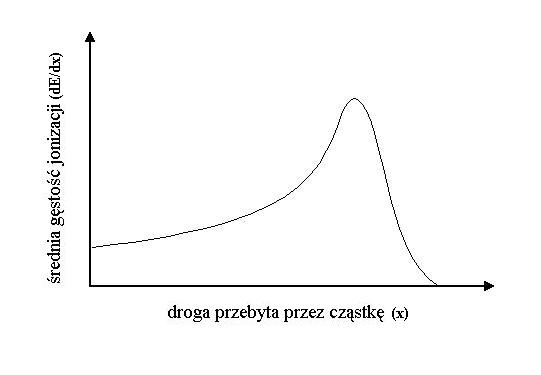 średnia gęstość jonizacji (dE/dx)
droga przebyta przez cząstkę (x)